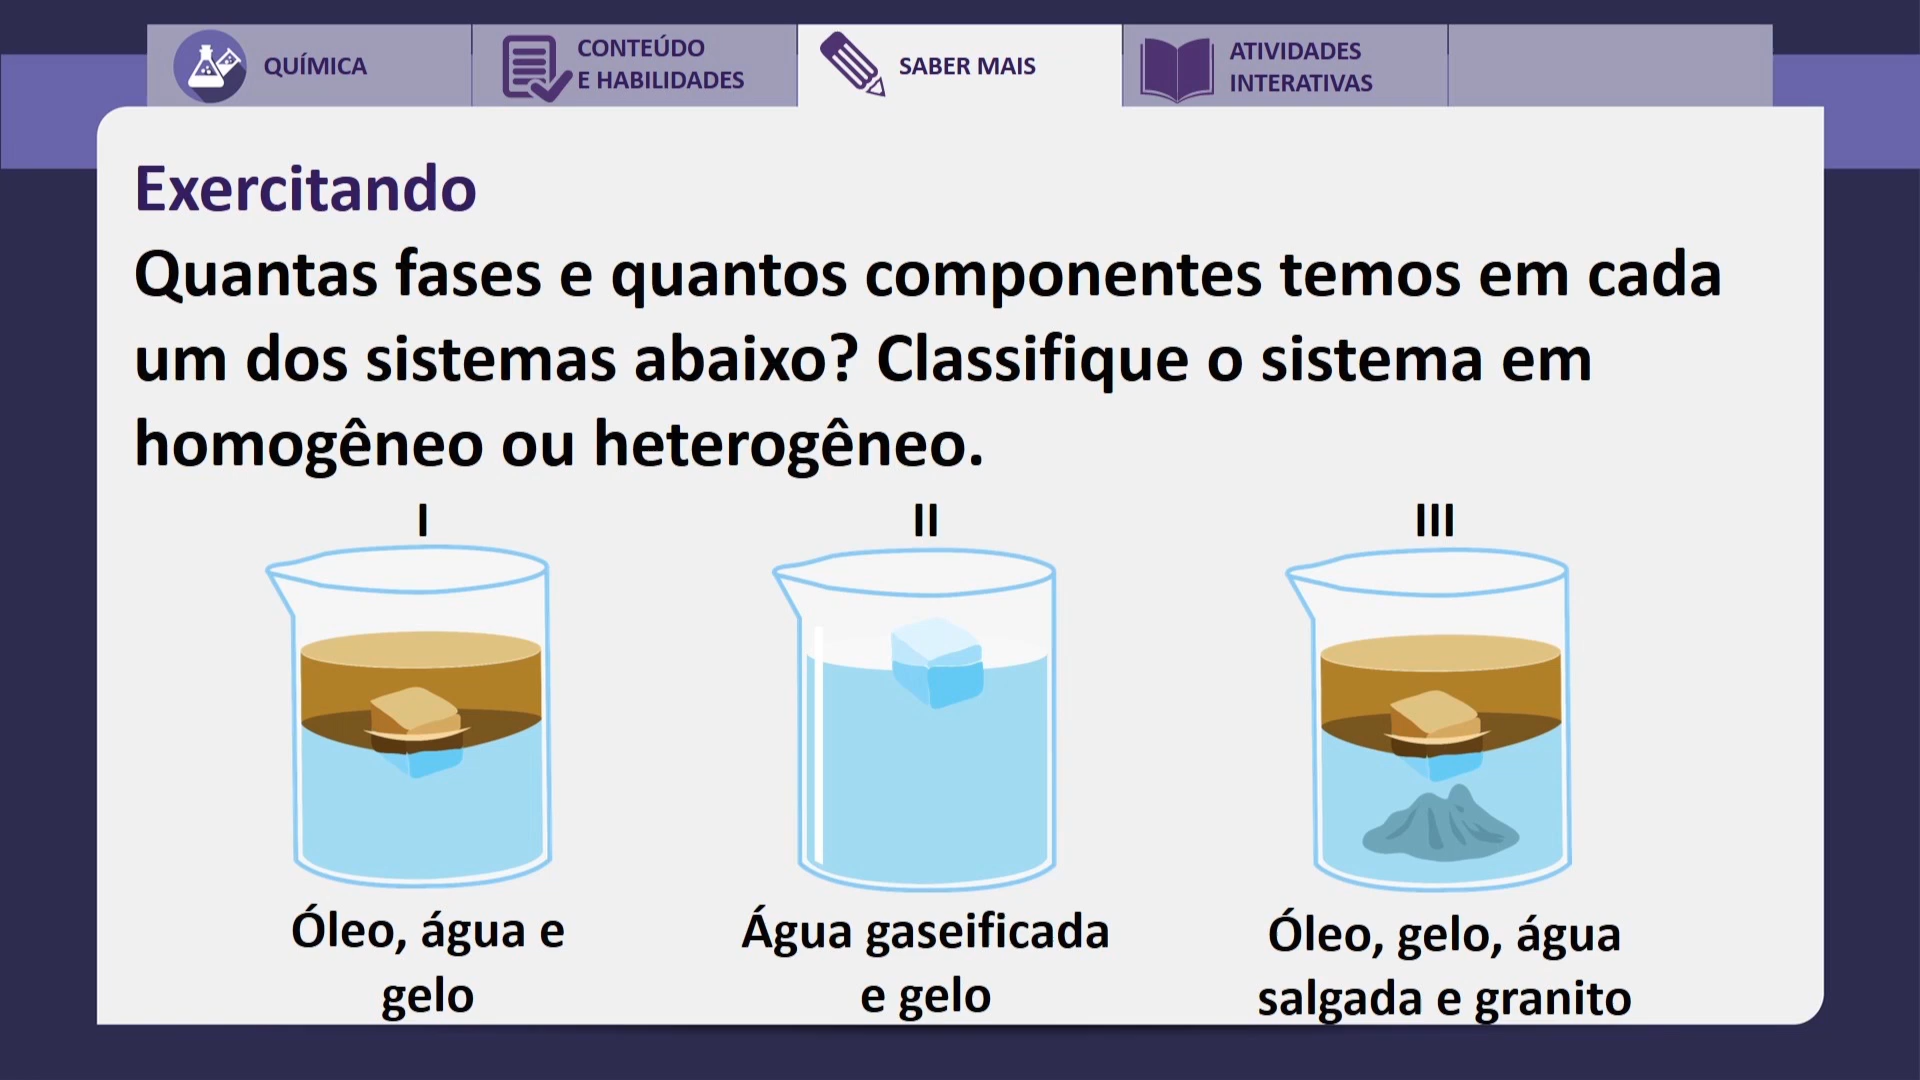 QUÍMICA
CONTEÚDO
E HABILIDADES
SABER MAIS
ATIVIDADES
INTERATIVAS
Exercitando
Quantas fases e quantos componentes temos em cada
um dos sistemas abaixo? Classifique o sistema em
homogêneo ou heterogêneo.
I
II
III
Óleo, água e
gelo
Água gaseificada
e gelo
Óleo, gelo, água
salgada e granito